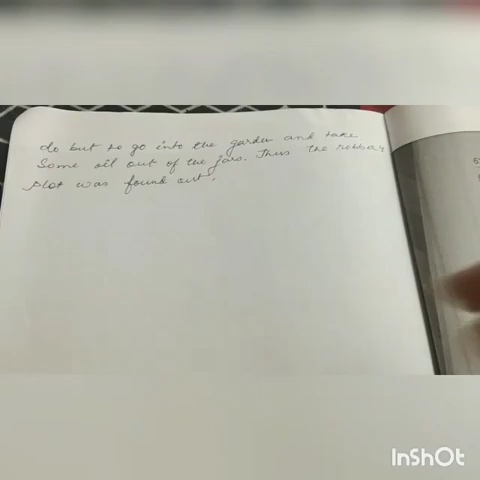 do but to go into the garden and take
Some oil out of the jars. Thus the robbery
plot was found out.
InShOt